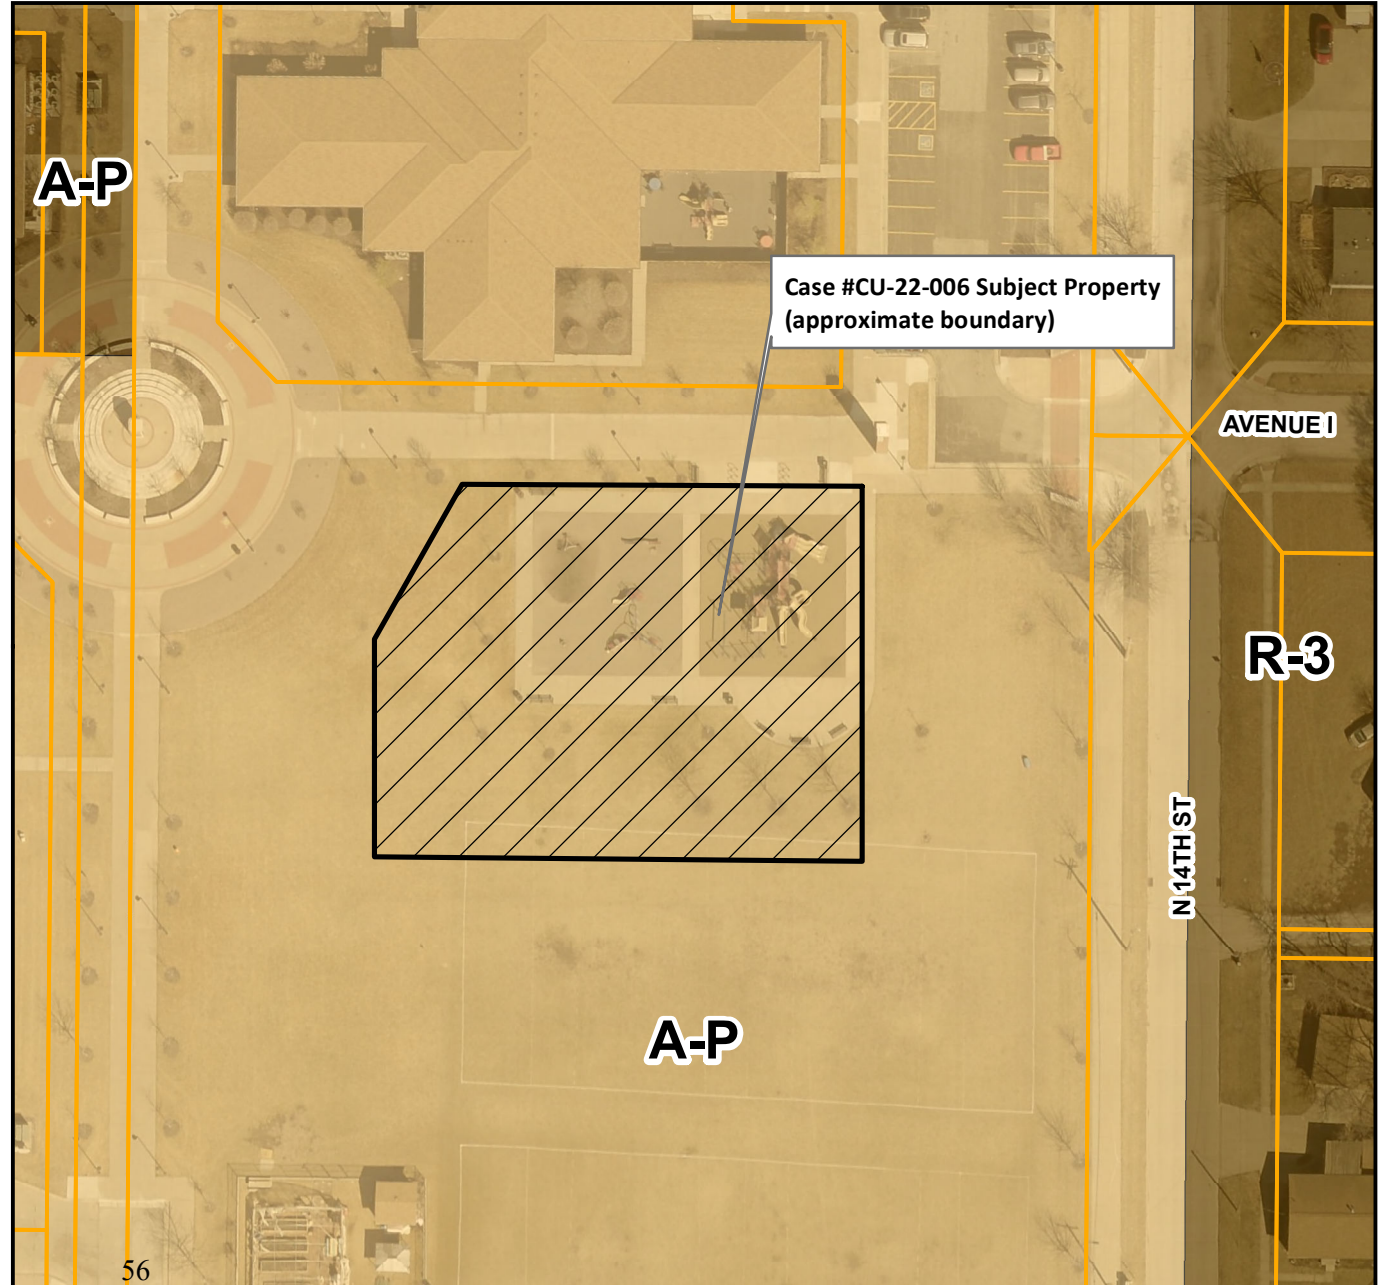 A-P
Case #CU-22-006 Subject Property
(approximate boundary)
AVENUE I
R-3
N 14TH ST
A-P
56